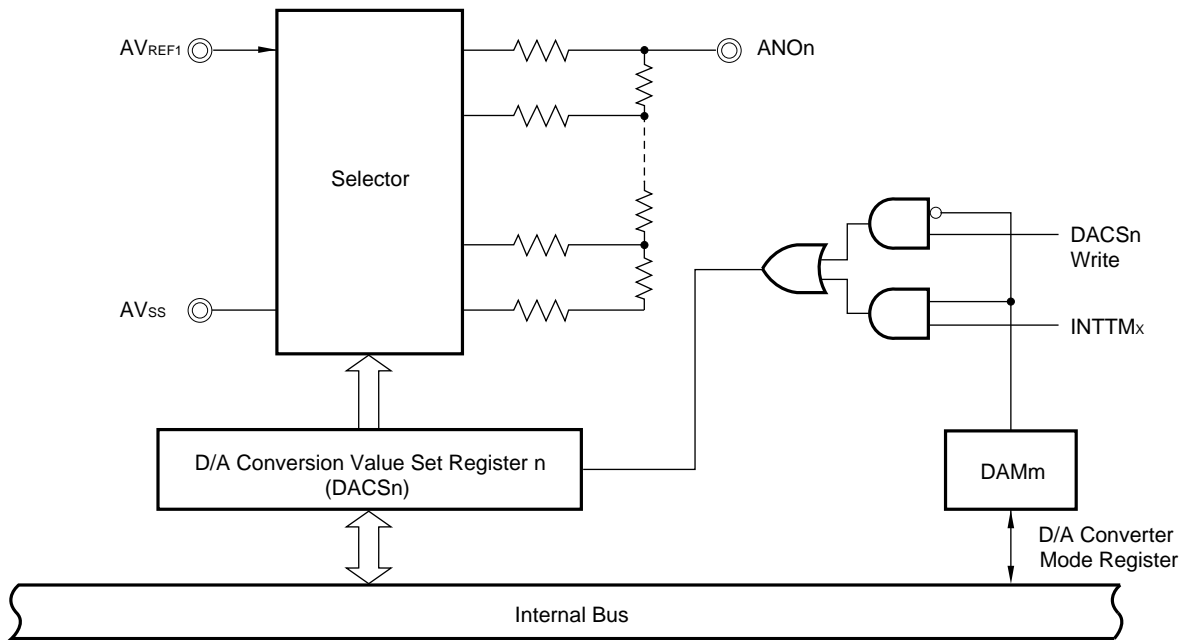 AVREF1
ANOn
Selector
DACSn
Write
AVSS
INTTMx
D/A Conversion Value Set Register n
(DACSn)
DAMm
D/A Converter
Mode Register
Internal Bus